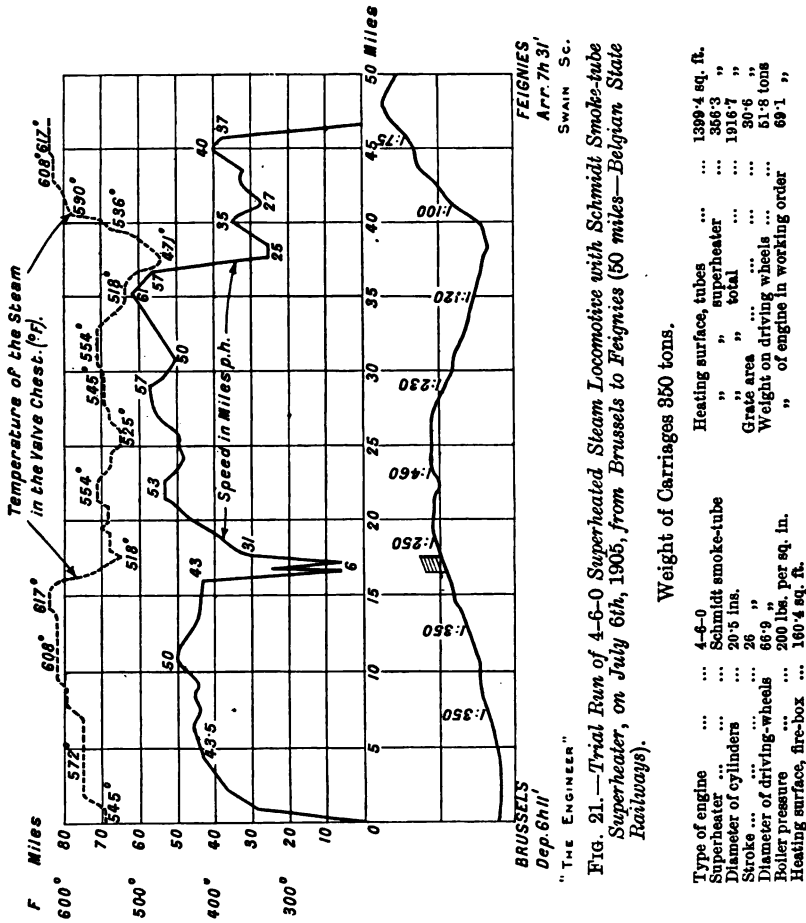 Temperature of the Steam
in the Valve Chest. (°F).
F Miles
600° 80
70
60
500° 50
40
400° 30
20
300° 10
545°
572°
608°
617°
518°
554°
525°
545°
554°
518°
471°
536°
590°
608° 617°
43·5
50
43
6
31
53
57
50
61
57
25
35
27
40
37
Speed in Miles p.h.
0 5 10 15 20 25 30 35 40 45 50 Miles
1:350
1:350
1:250
1:460
1:230
1:120
1:100
1:75
BRUSSELS
Dep. 6h 11'
FEIGNIES
Arr. 7h 31'
"THE ENGINEER"
SWAIN SC.
FIG. 21.—Trial Run of 4-6-0 Superheated Steam Locomotive with Schmidt Smoke-tube
Superheater, on July 6th, 1905, from Brussels to Feignies (50 miles—Belgian State
Railways).
Weight of Carriages 350 tons.
Type of engine ... ... 4-6-0
Superheater ... ... ... Schmidt smoke-tube
Diameter of cylinders ... 20·5 ins.
Stroke ... ... ... ... 26 „
Diameter of driving-wheels ... 66·9 „
Boiler pressure ... ... 200 lbs. per sq. in.
Heating surface, fire-box ... 160·4 sq. ft.
Heating surface, tubes ... ... 1399·4 sq. ft.
„ „ superheater ... 356·3 „
„ „ total ... ... 1916·7 „
Grate area ... ... ... ... 30·6 „
Weight on driving wheels ... ... 51·8 tons
„ of engine in working order 69·1 „